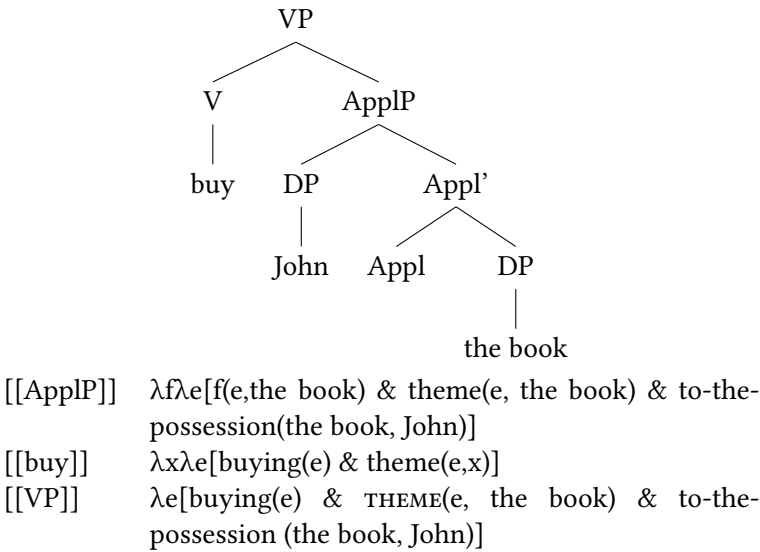 VP
V ApplP
buy DP Appl’
John Appl DP
the book
[[ApplP]] λfλe[f(e,the book) & theme(e, the book) & to-the-
possession(the book, John)]
[[buy]] λxλe[buying(e) & theme(e,x)]
[[VP]] λe[buying(e) & ᴛʜᴇᴍᴇ(e, the book) & to-the-
possession (the book, John)]